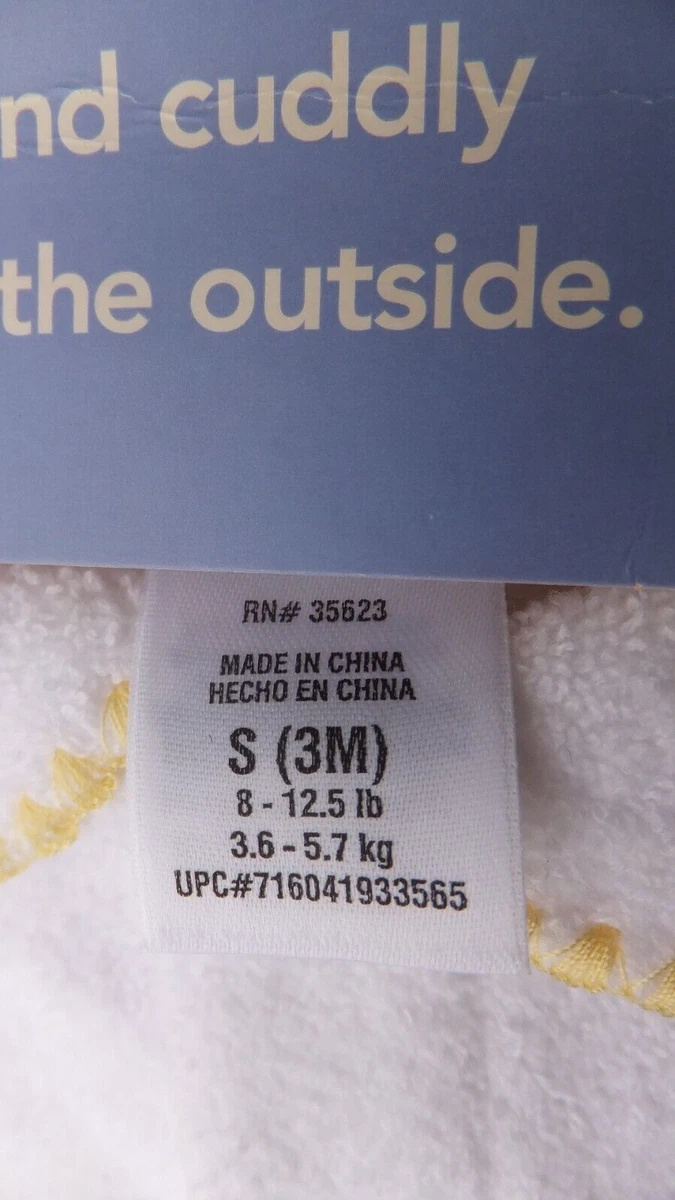 nd cuddly
the outside.
RN# 35623
MADE IN CHINA
HECHO EN CHINA
S (3M)
8 - 12.5 lb
3.6 - 5.7 kg
UPC#716041933565